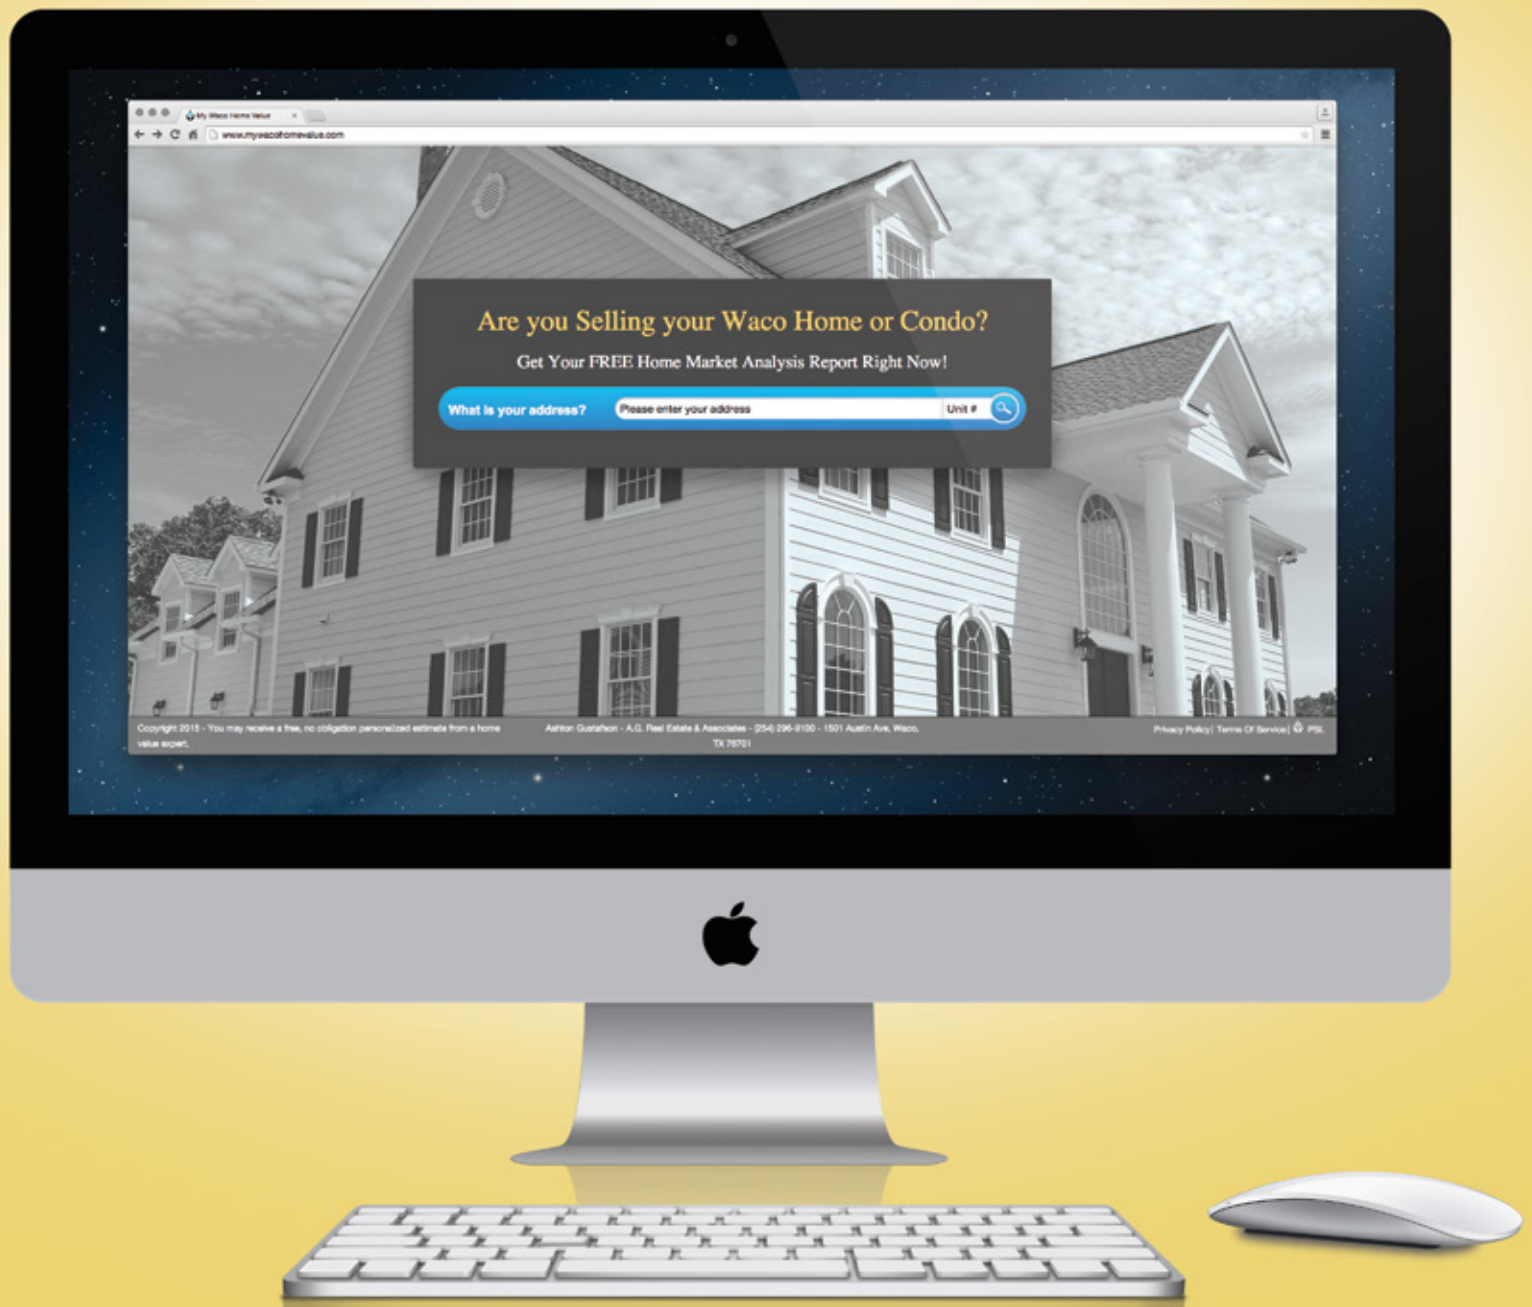 My Waco Home Value
www.mywacohomevalue.com
Are you Selling your Waco Home or Condo?
Get Your FREE Home Market Analysis Report Right Now!
What is your address? Please enter your address Unit #
Copyright 2015 - You may receive a free, no obligation personalized estimate from a home
value expert.
Ashton Gustafson - A.G. Real Estate & Associates - (254) 296-9100 - 1501 Austin Ave, Waco,
TX 76701
Privacy Policy | Terms Of Service | PSI.